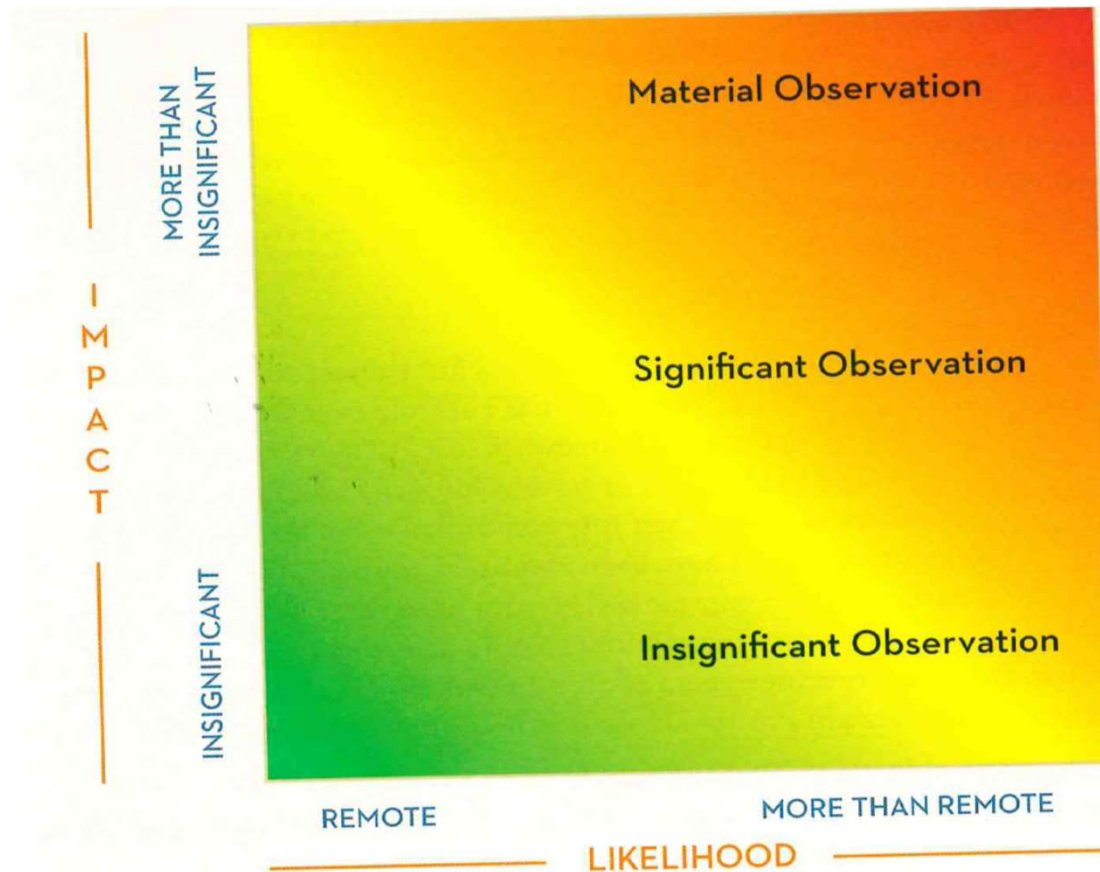 MORE THAN
INSIGNIFICANT
IMPACT
INSIGNIFICANT
Material Observation
Significant Observation
Insignificant Observation
REMOTE
MORE THAN REMOTE
LIKELIHOOD